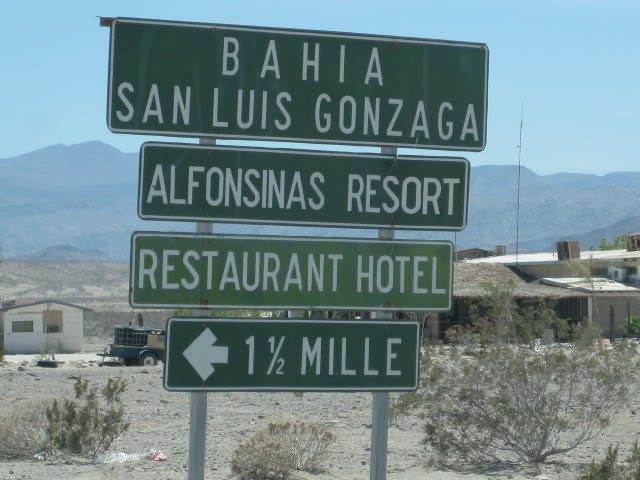 BAHIA
SAN LUIS GONZAGA
ALFONSINAS RESORT
RESTAURANT HOTEL
1½ MILLE